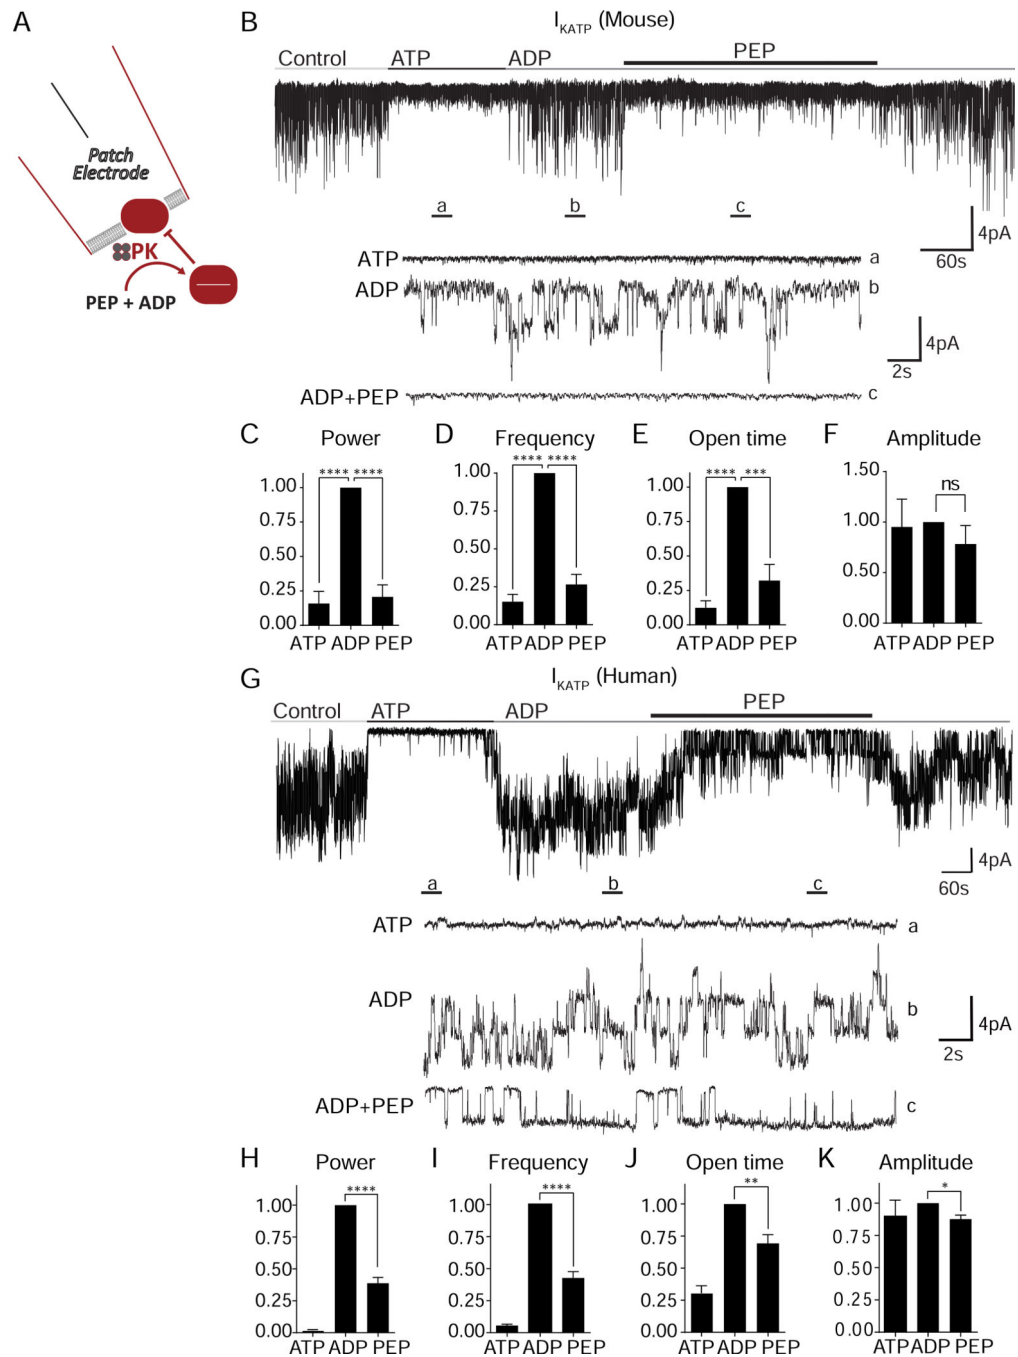 A
Patch
Electrode
PK
PEP + ADP
B
I_KATP (Mouse)
Control ATP ADP PEP
a b c
4pA
60s
ATP a
ADP b
4pA
2s
ADP+PEP c
C Power
**** ****
1.00
0.75
0.50
0.25
0.00
ATP ADP PEP
D Frequency
**** ****
1.00
0.75
0.50
0.25
0.00
ATP ADP PEP
E Open time
**** ***
1.00
0.75
0.50
0.25
0.00
ATP ADP PEP
F Amplitude
ns
1.50
1.00
0.50
0.00
ATP ADP PEP
G
I_KATP (Human)
Control ATP ADP PEP
4pA
60s
a b c
ATP a
ADP b
4pA
2s
ADP+PEP c
H Power
****
1.00
0.75
0.50
0.25
0.00
ATP ADP PEP
I Frequency
****
1.00
0.75
0.50
0.25
0.00
ATP ADP PEP
J Open time
**
1.00
0.75
0.50
0.25
0.00
ATP ADP PEP
K Amplitude
*
1.00
0.75
0.50
0.25
0.00
ATP ADP PEP